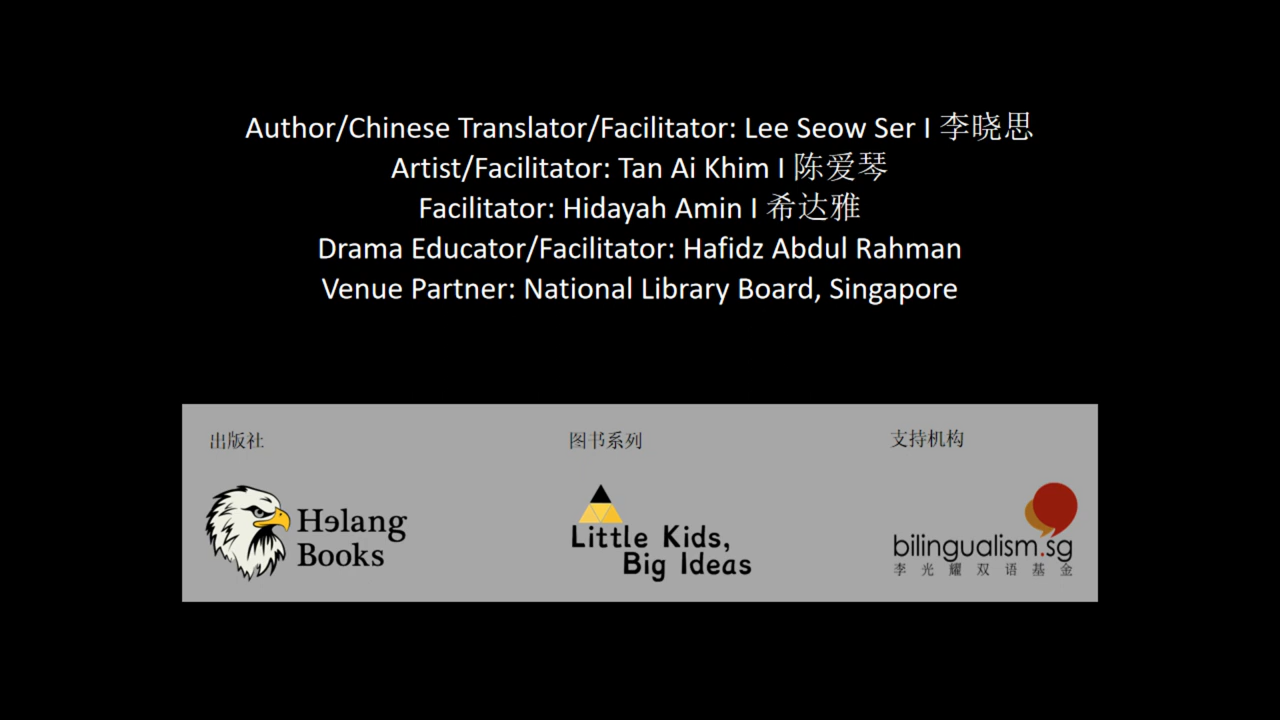 Author/Chinese Translator/Facilitator: Lee Seow Ser I 李晓思
Artist/Facilitator: Tan Ai Khim I 陈爱琴
Facilitator: Hidayah Amin I 希达雅
Drama Educator/Facilitator: Hafidz Abdul Rahman
Venue Partner: National Library Board, Singapore
出版社
Həlang
Books
图书系列
Little Kids,
Big Ideas
支持机构
bilingualism.sg
李光耀双语基金